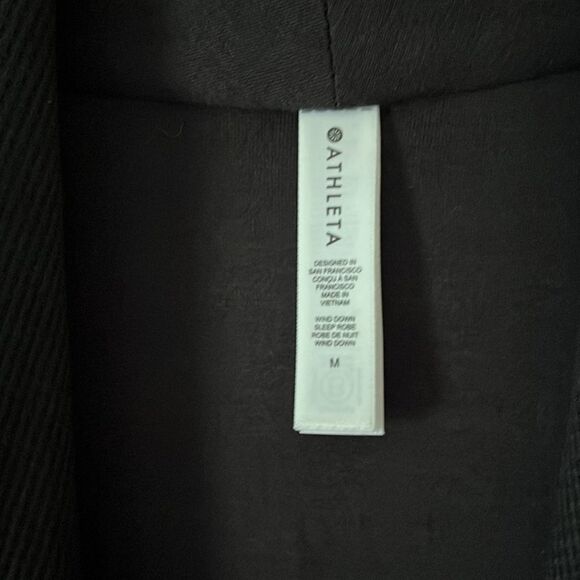 ATHLETA
DESIGNED IN
SAN FRANCISCO
CONÇU À SAN
FRANCISCO
MADE IN
VIETNAM
WIND DOWN
SLEEP ROBE
ROBE DE NUIT
WIND DOWN
M